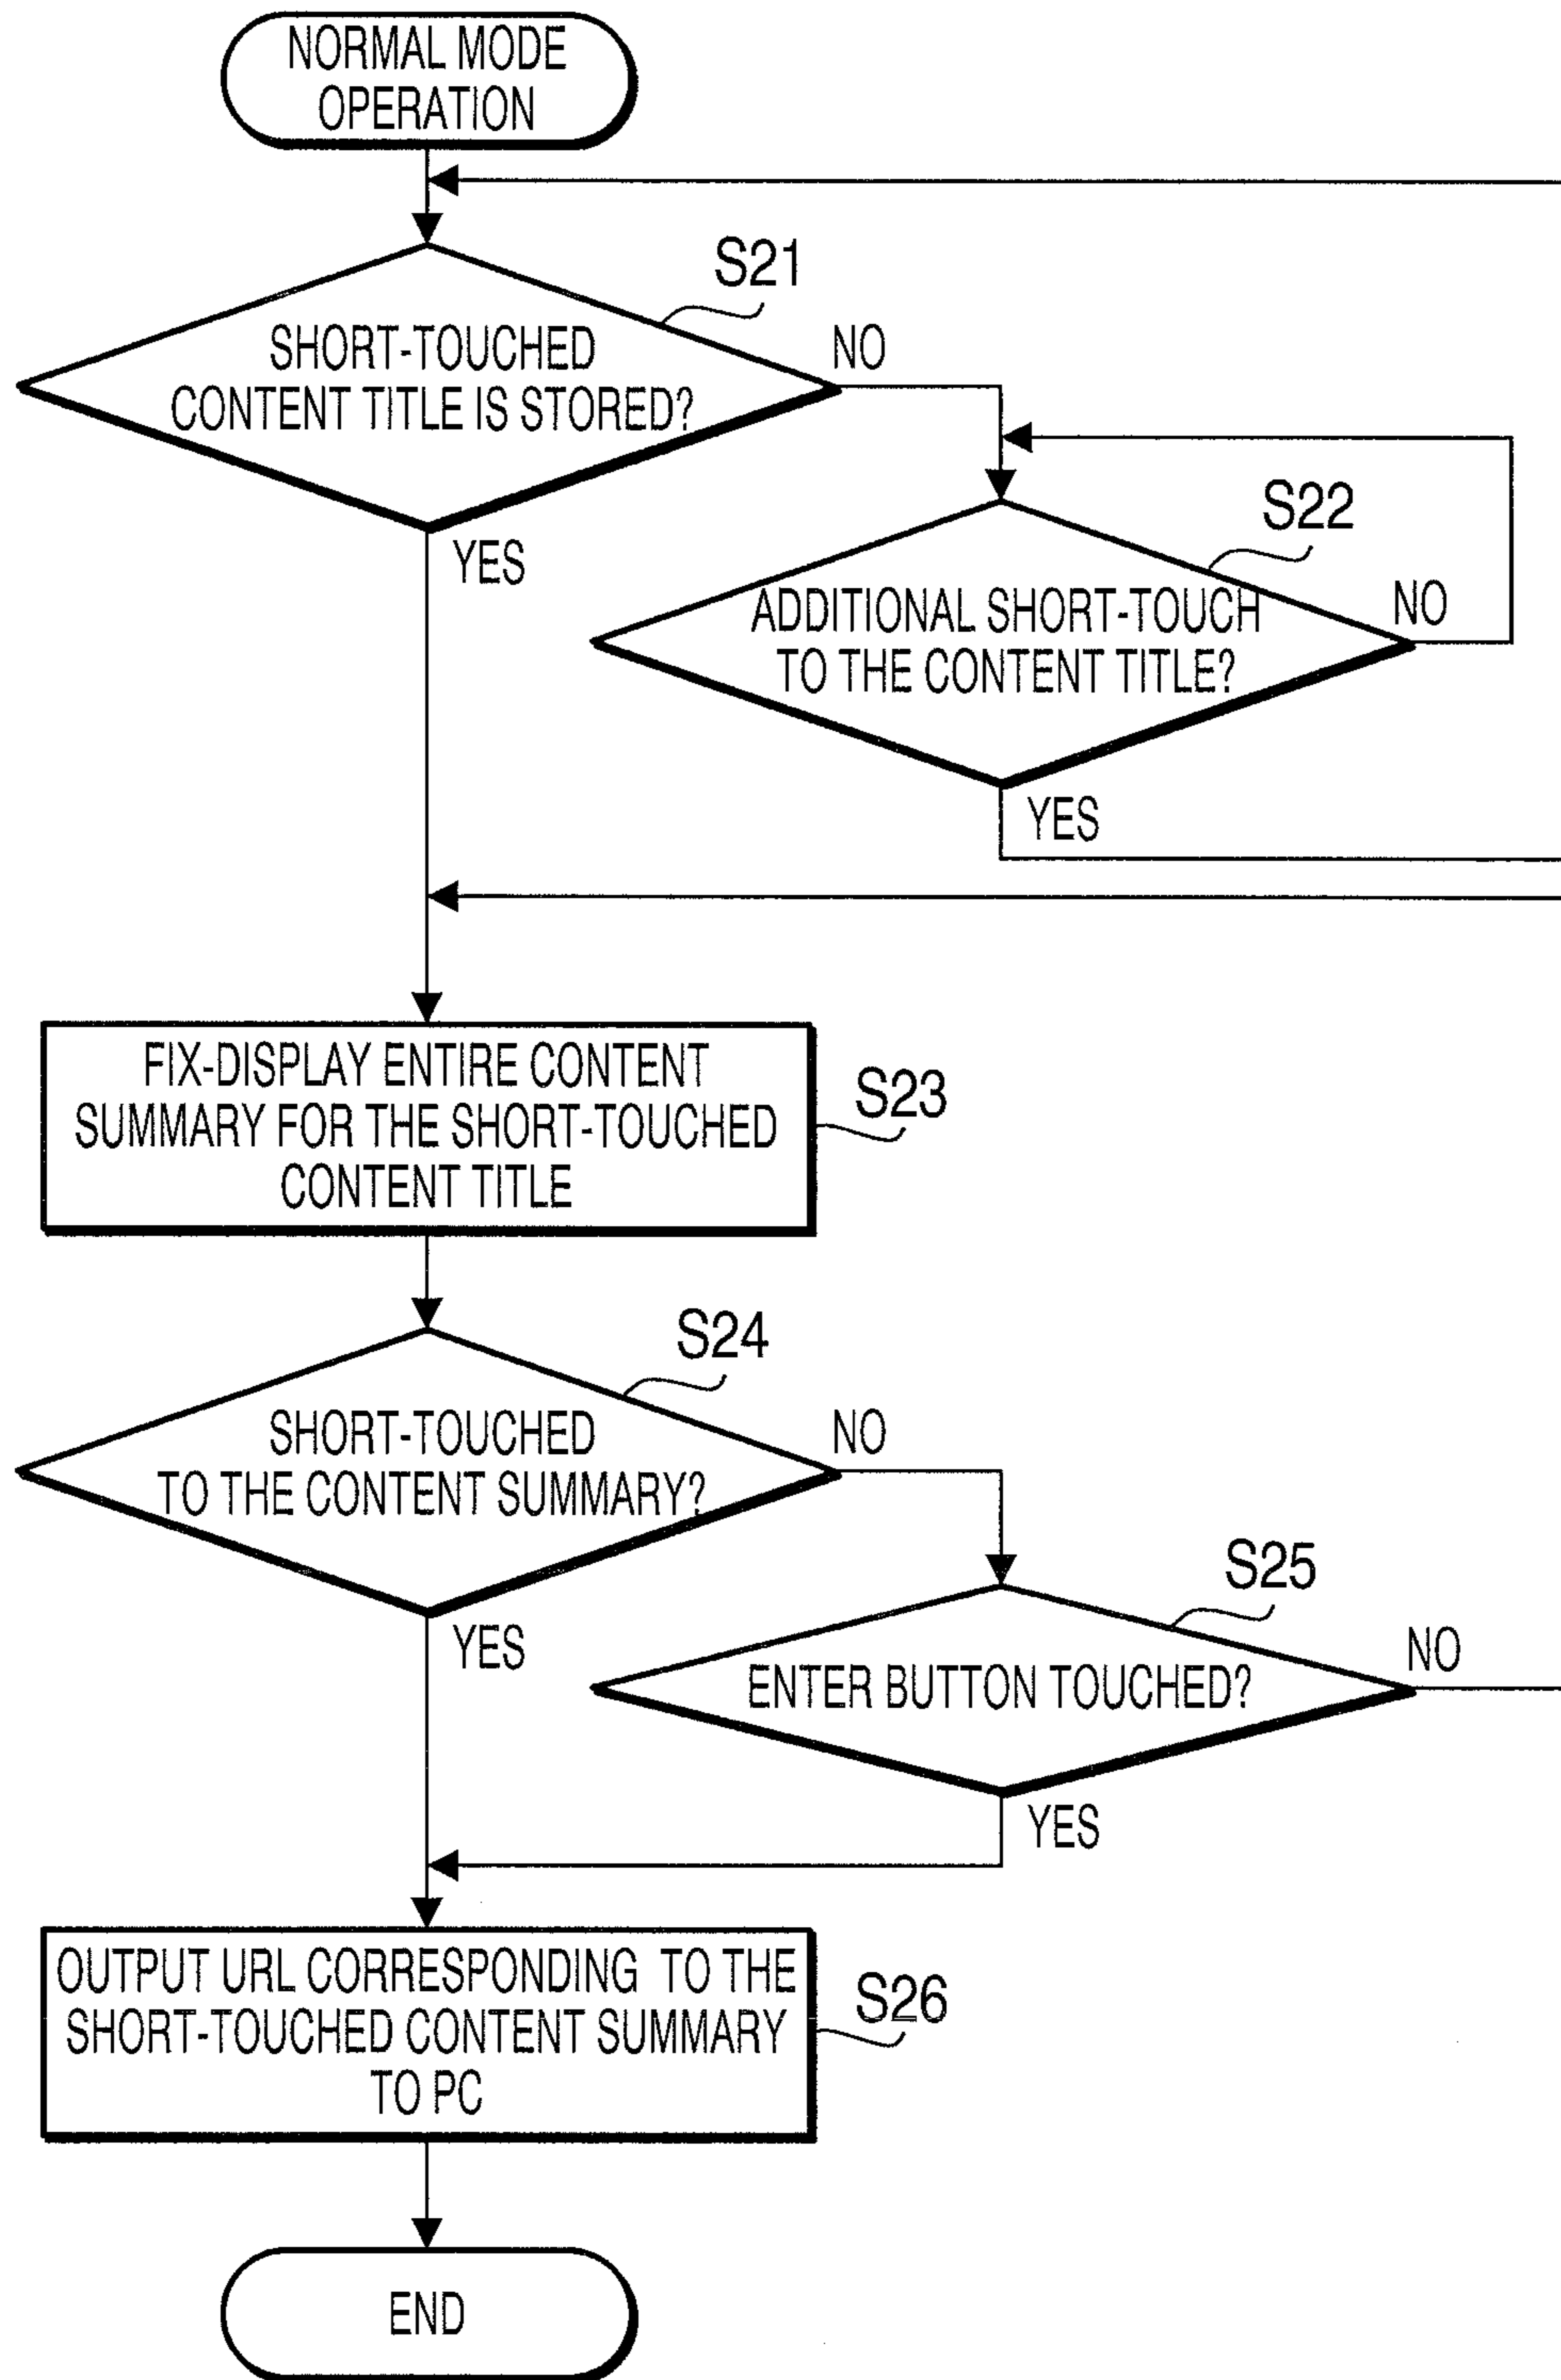 NORMAL MODE
OPERATION
S21
SHORT-TOUCHED
CONTENT TITLE IS STORED?
NO
YES
S22
ADDITIONAL SHORT-TOUCH
TO THE CONTENT TITLE?
NO
YES
FIX-DISPLAY ENTIRE CONTENT
SUMMARY FOR THE SHORT-TOUCHED
CONTENT TITLE
S23
S24
SHORT-TOUCHED
TO THE CONTENT SUMMARY?
NO
YES
S25
ENTER BUTTON TOUCHED?
NO
YES
OUTPUT URL CORRESPONDING TO THE
SHORT-TOUCHED CONTENT SUMMARY
TO PC
S26
END